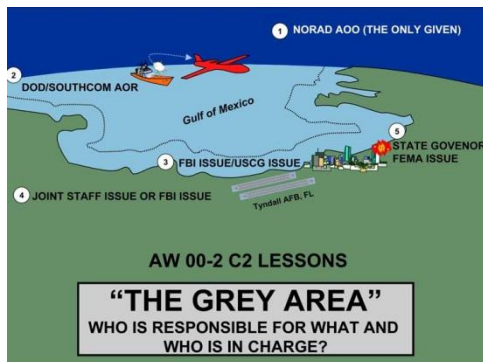 1 NORAD AOO (THE ONLY GIVEN)
2 DOD/SOUTHCOM AOR
Gulf of Mexico
5 STATE GOVENOR
FEMA ISSUE
3 FBI ISSUE/USCG ISSUE
4 JOINT STAFF ISSUE OR FBI ISSUE
Tyndall AFB, FL
AW 00-2 C2 LESSONS
“THE GREY AREA”
WHO IS RESPONSIBLE FOR WHAT AND
WHO IS IN CHARGE?